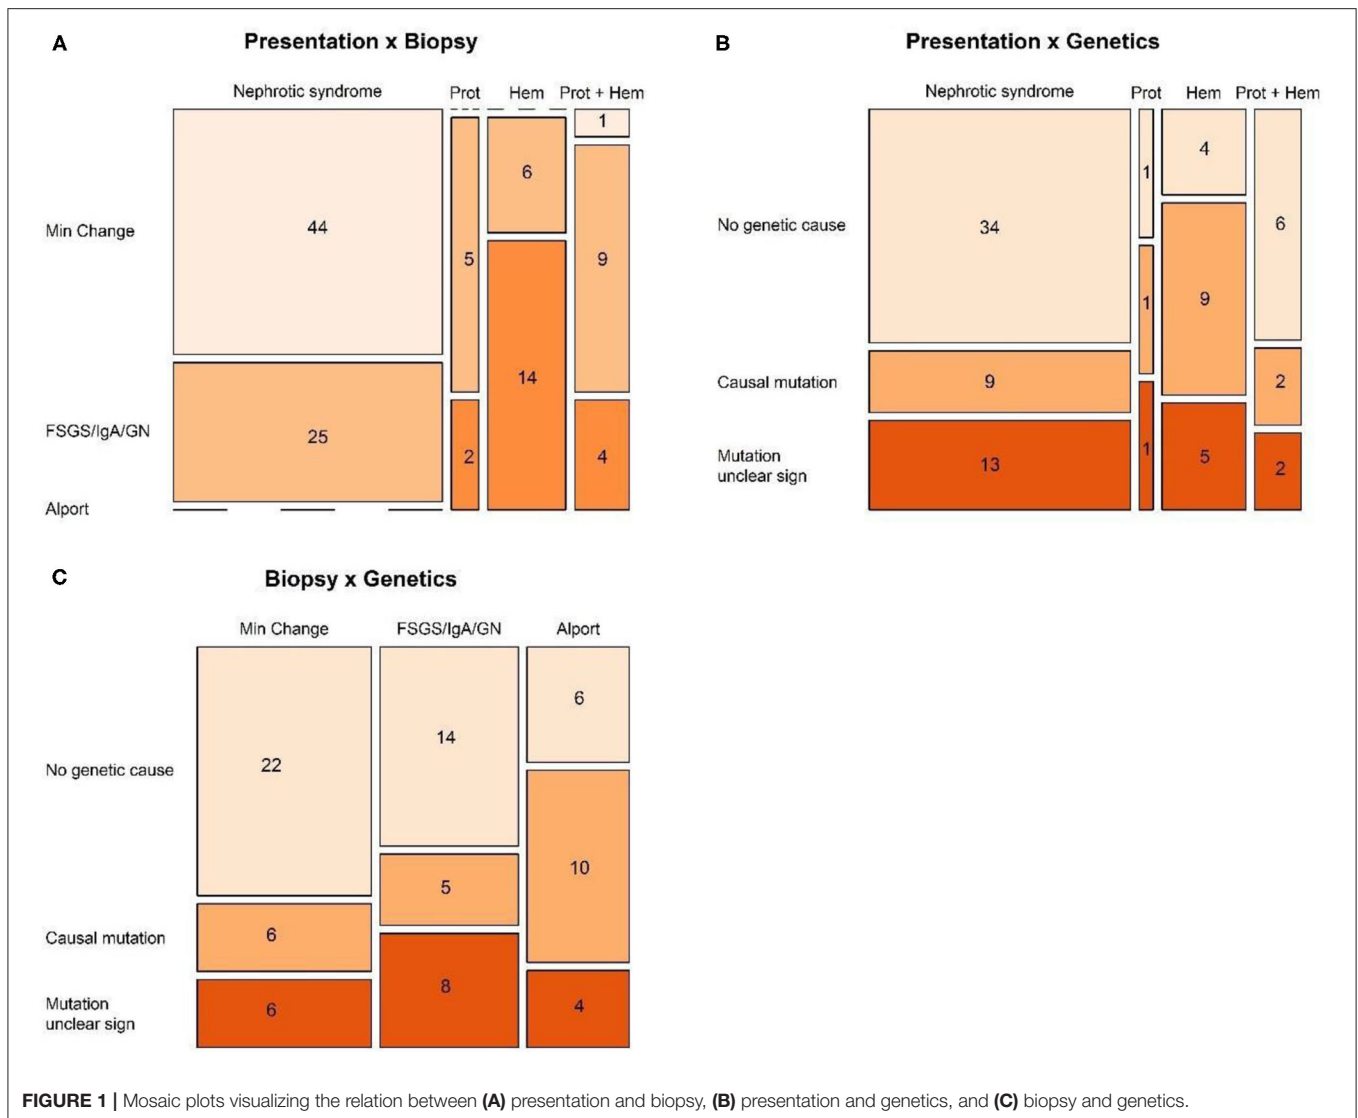 A
Presentation x Biopsy
Nephrotic syndrome Prot Hem Prot + Hem
Min Change
FSGS/IgA/GN
Alport
44
25
5
2
6
14
1
9
4
B
Presentation x Genetics
Nephrotic syndrome Prot Hem Prot + Hem
No genetic cause
Causal mutation
Mutation
unclear sign
34
9
13
1
1
1
4
9
5
6
2
2
C
Biopsy x Genetics
Min Change FSGS/IgA/GN Alport
No genetic cause
Causal mutation
Mutation
unclear sign
22
6
6
14
5
8
6
10
4
FIGURE 1 | Mosaic plots visualizing the relation between (A) presentation and biopsy, (B) presentation and genetics, and (C) biopsy and genetics.